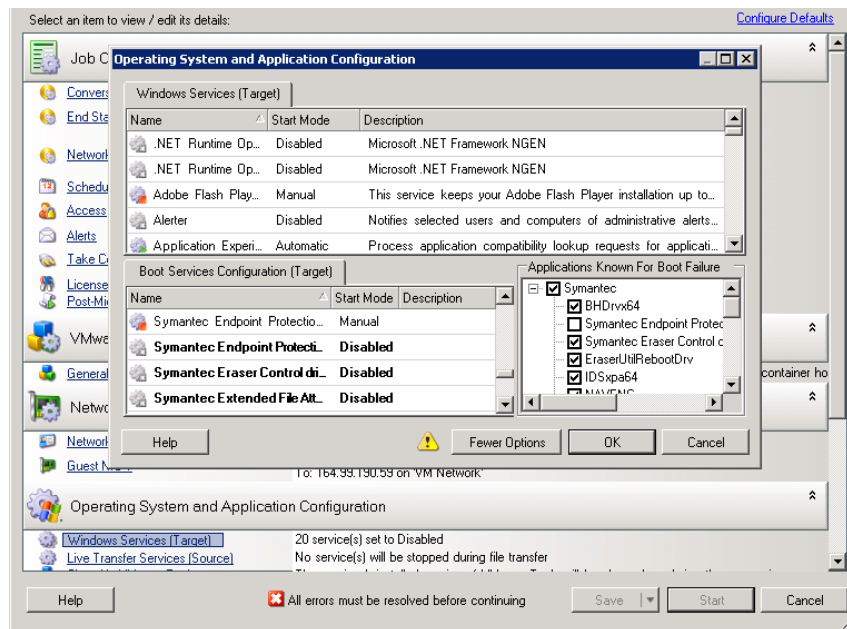 Select an item to view / edit its details:
Configure Defaults
Job C
Operating System and Application Configuration
Convers
End Sta
Network
Schedu
Access
Alerts
Take Co
License
Post-Mi
VMwa
General
container ho
Netwo
Network
Guest
To: 164.99.190.59 on 'VM Network'
Windows Services (Target)
Name Start Mode Description
.NET Runtime Op... Disabled Microsoft .NET Framework NGEN
.NET Runtime Op... Disabled Microsoft .NET Framework NGEN
Adobe Flash Play... Manual This service keeps your Adobe Flash Player installation up to...
Alerter Disabled Notifies selected users and computers of administrative alerts...
Application Experi... Automatic Process application compatibility lookup requests for applicati...
Boot Services Configuration (Target)
Name Start Mode Description
Symantec Endpoint Protectio... Manual
Symantec Endpoint Protecti... Disabled
Symantec Eraser Control dri... Disabled
Symantec Extended File Att... Disabled
Applications Known For Boot Failure
Symantec
BHDrvx64
Symantec Endpoint Protec
Symantec Eraser Control d
EraserUtilRebootDrv
IDSxpa64
NAVENG
Help
Fewer Options
OK
Cancel
Operating System and Application Configuration
Windows Services (Target) 20 service(s) set to Disabled
Live Transfer Services (Source) No service(s) will be stopped during file transfer
Help
All errors must be resolved before continuing
Save
Start
Cancel